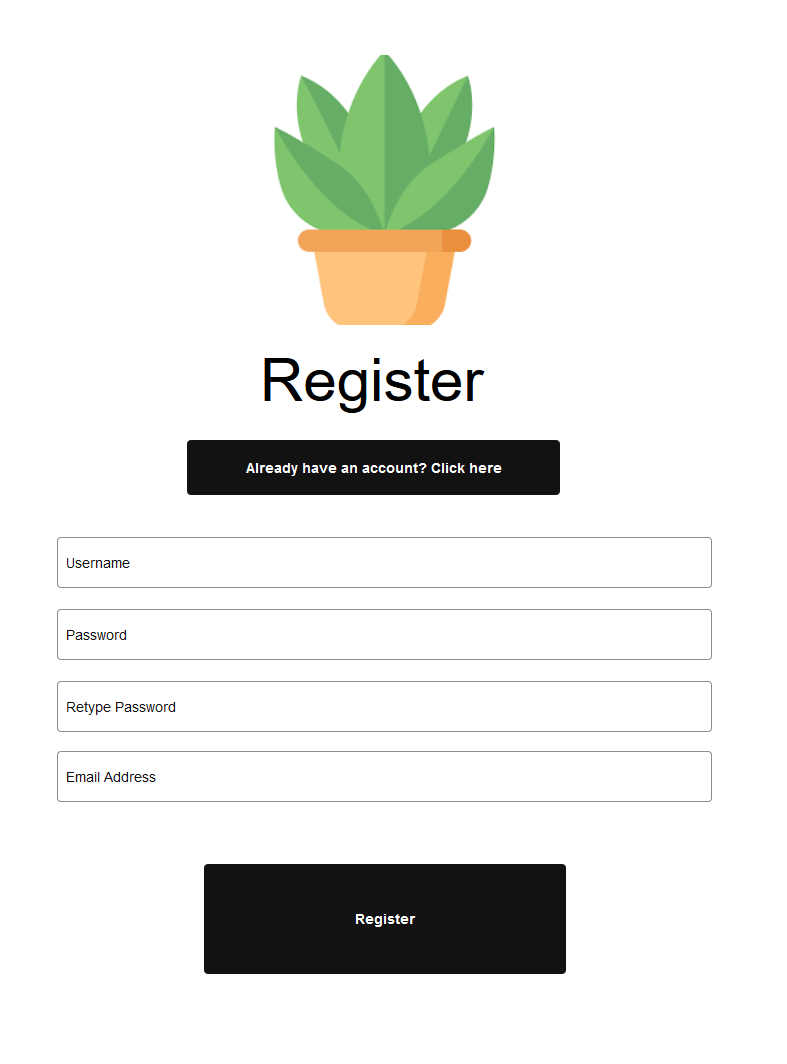 Register
Already have an account? Click here
Username
Password
Retype Password
Email Address
Register